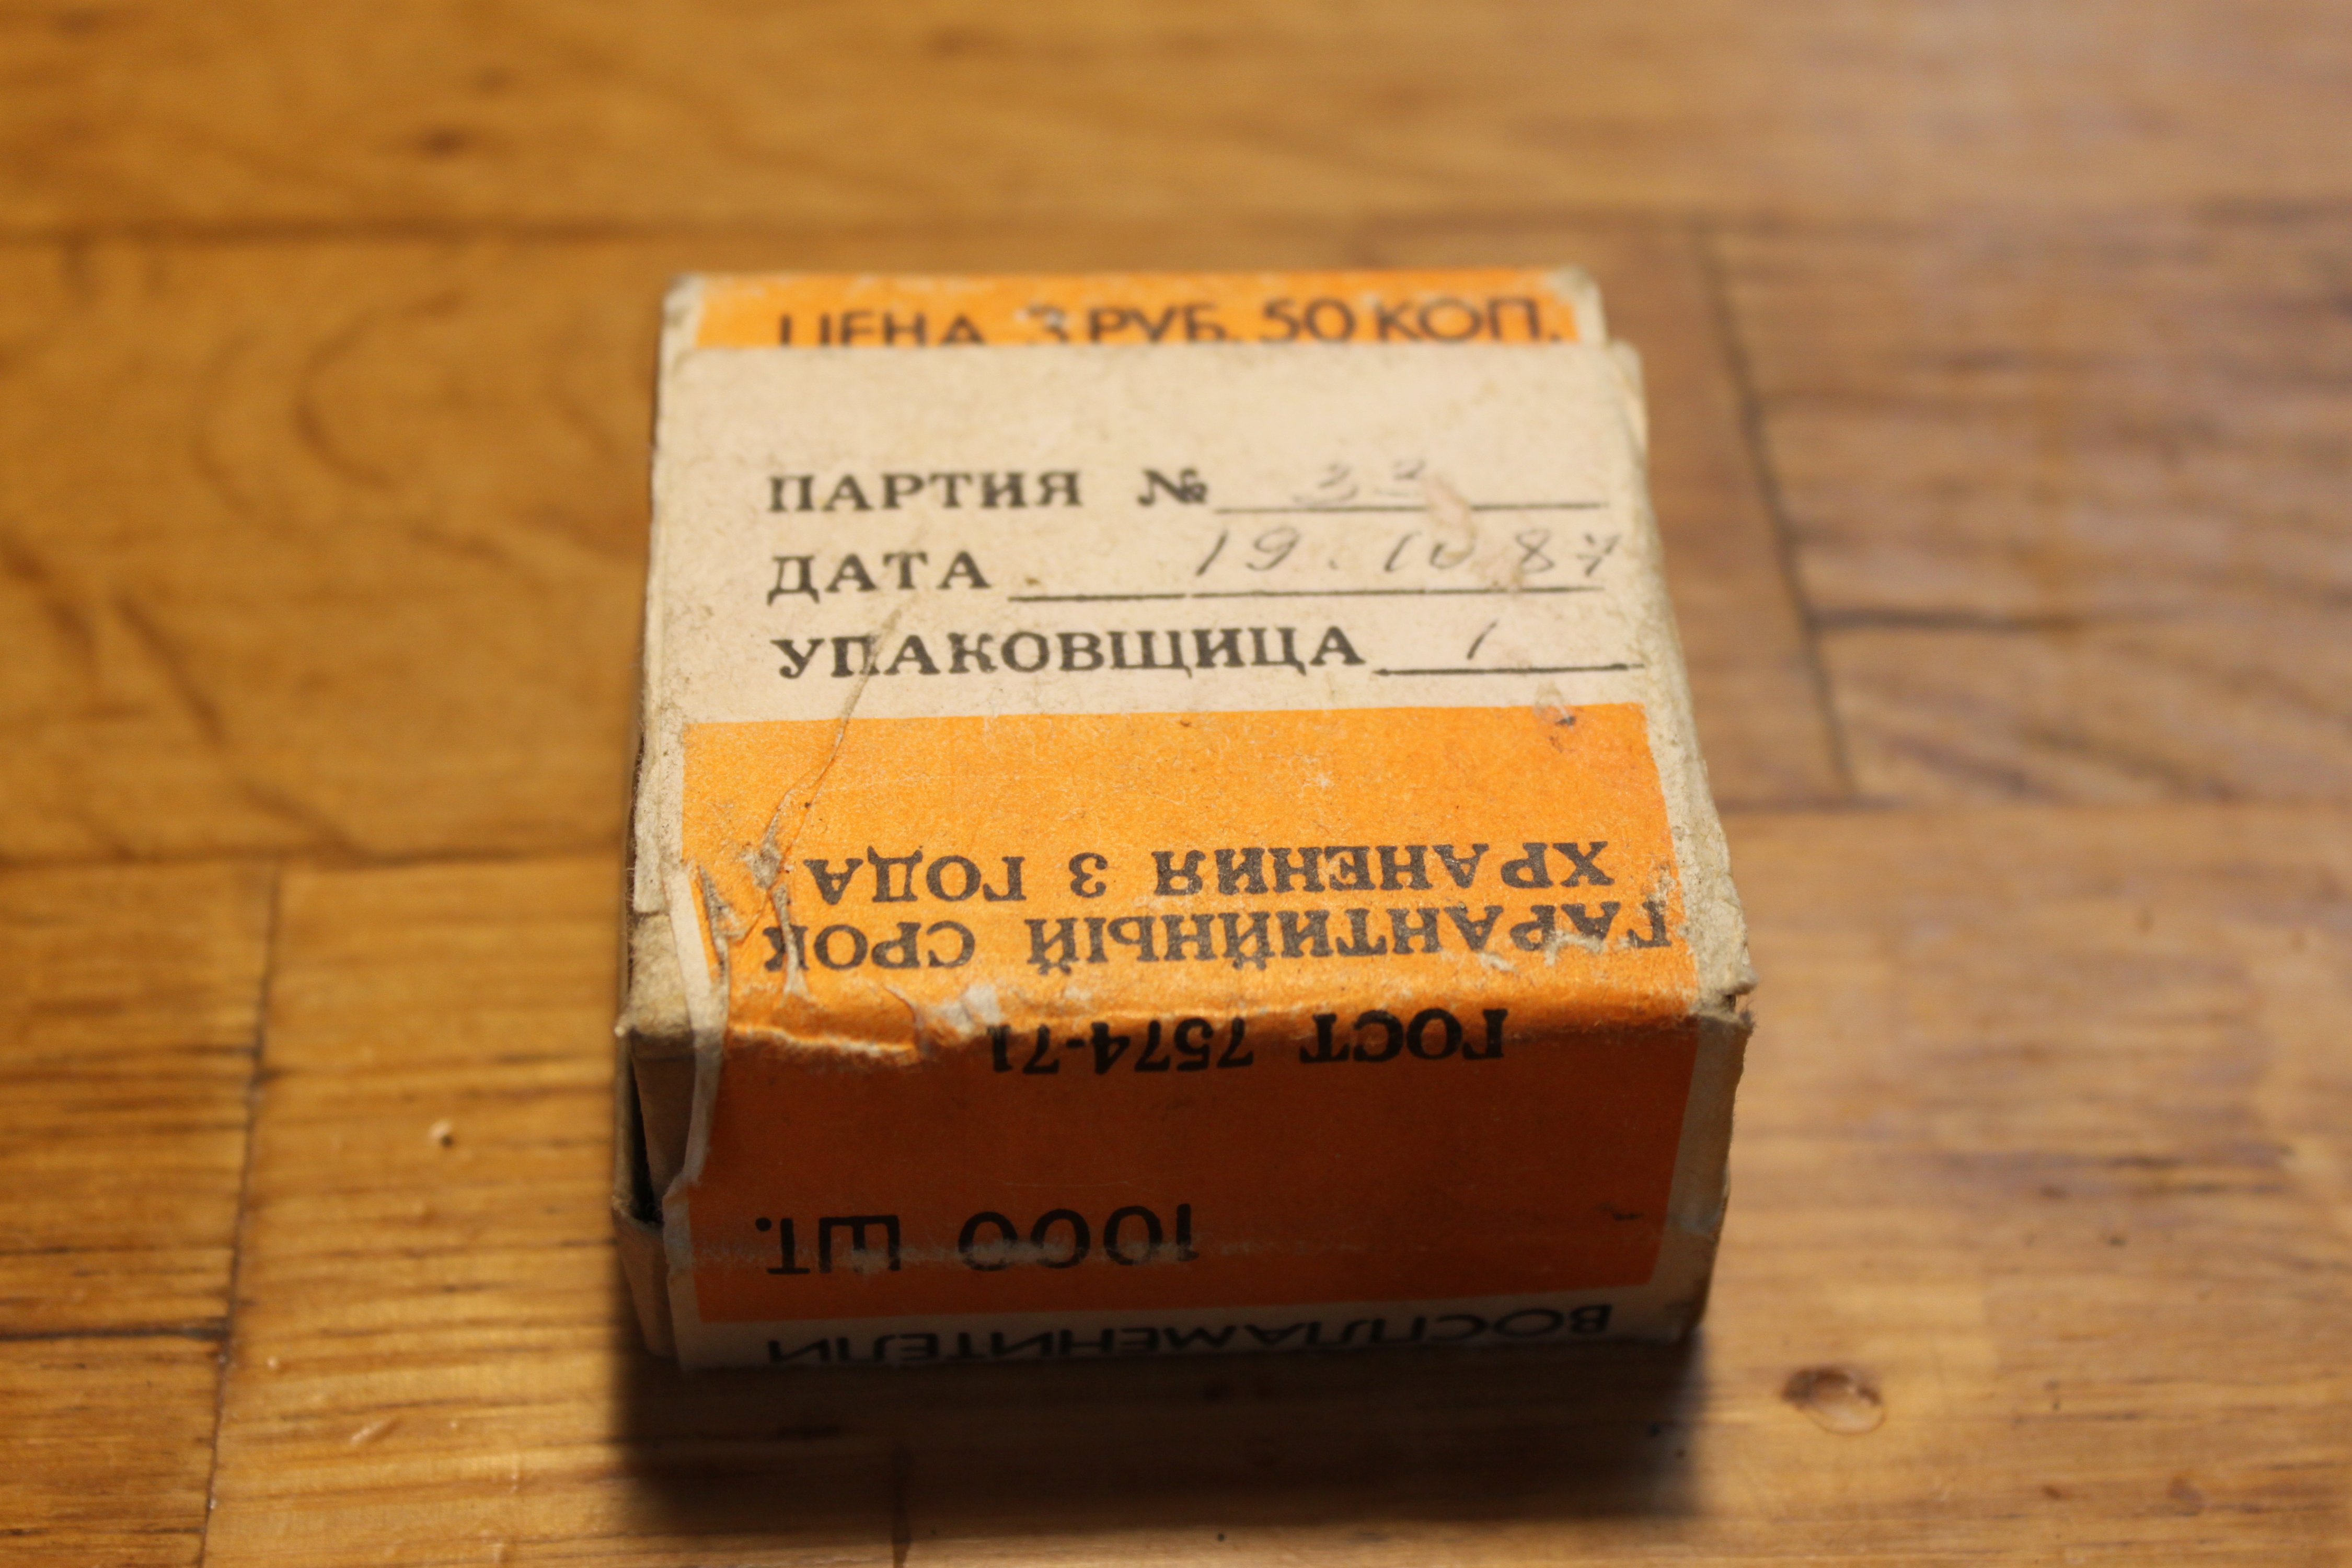 ЦЕНА 3 РУБ. 50 КОП.
ПАРТИЯ №
ДАТА 19.10 87
УПАКОВЩИЦА 1
ГАРАНТИЙНЫЙ СРОК
ХРАНЕНИЯ 3 ГОДА
ГОСТ 7574-71
1000 ШТ.
ВОСПЛАМЕНИТЕЛИ